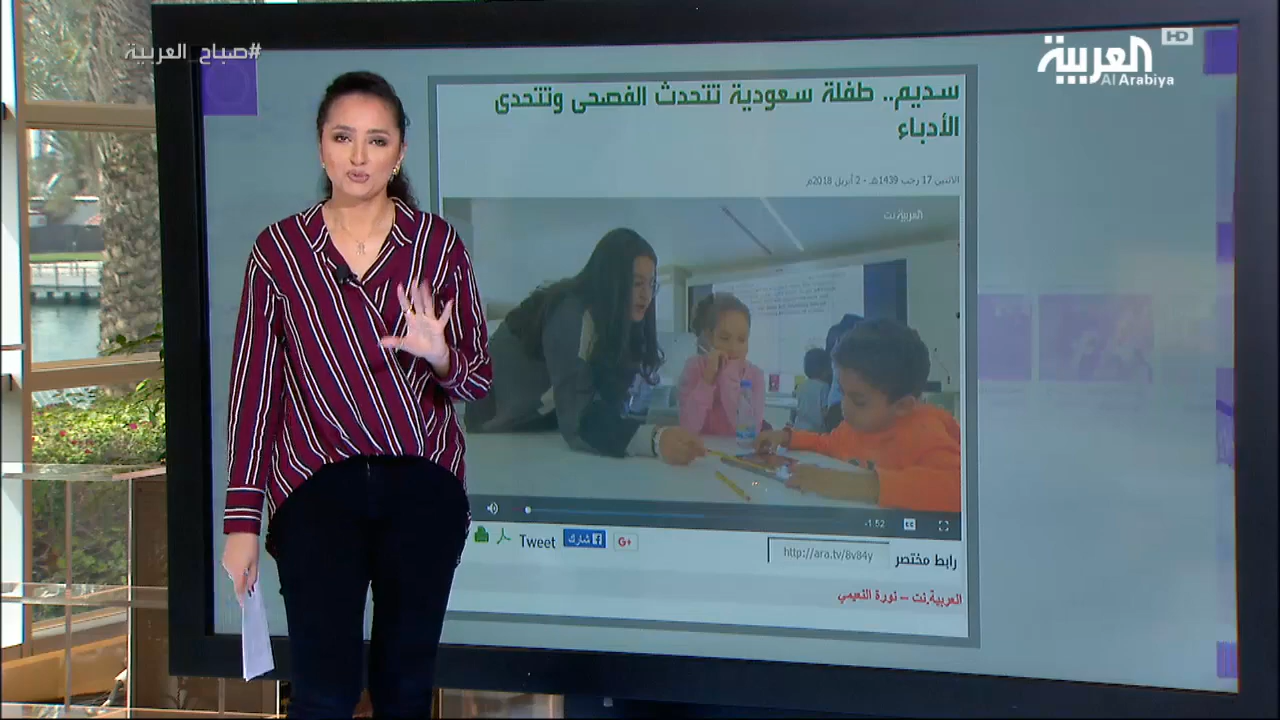 #صباح_العربية
العربية HD
Al Arabiya
سديم.. طفلة سعودية تتحدث الفصحى وتتحدى
الأدباء
الاثنين 17 رجب 1439هـ - 2 أبريل 2018م
العربية.نت
-1:52
CC
Tweet
شارك
G+
http://ara.tv/8v84y
رابط مختصر
العربية.نت – نورة النعيمي